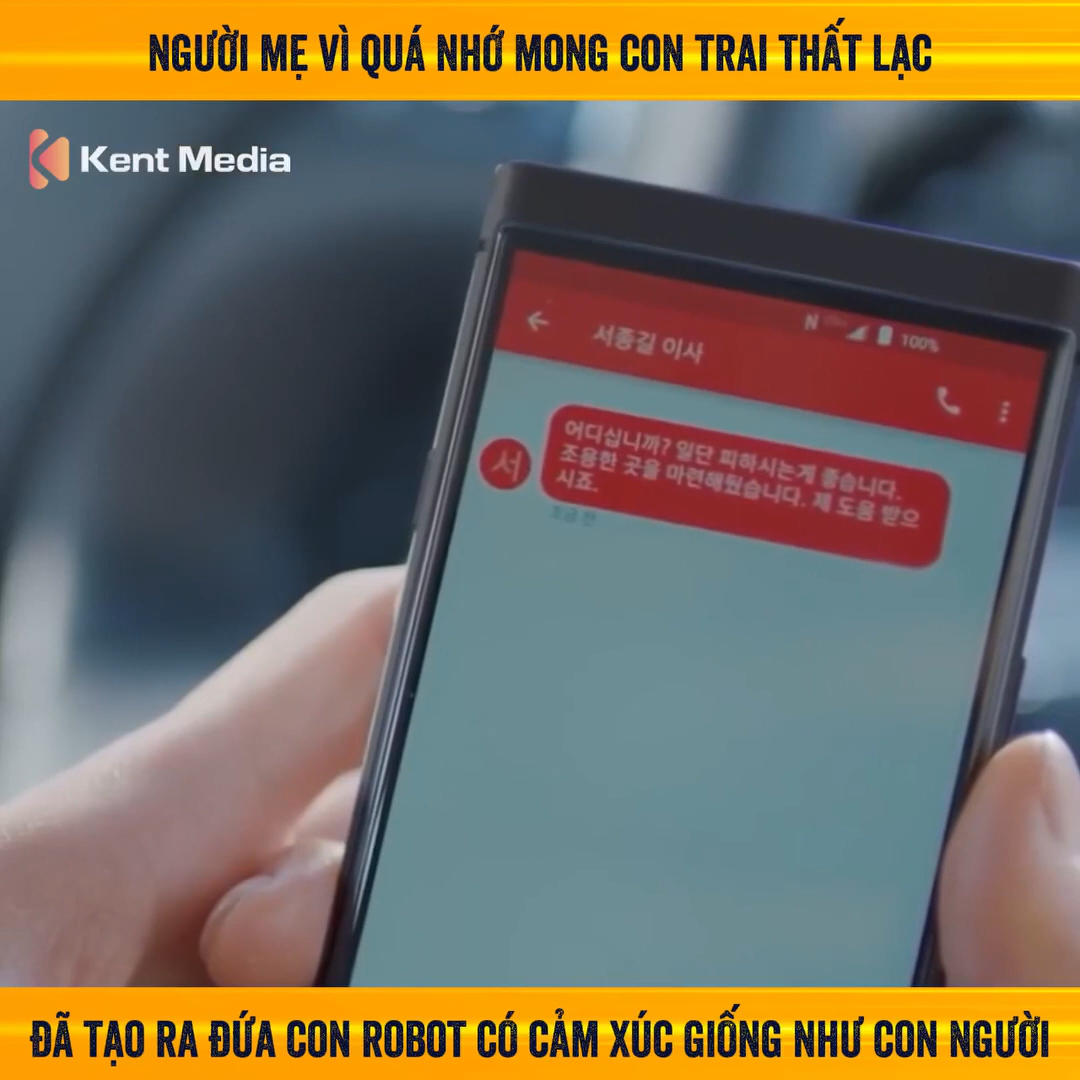 NGƯỜI MẸ VÌ QUÁ NHỚ MONG CON TRAI THẤT LẠC
Kent Media
N 100%
서종길 이사
서
어디십니까? 일단 피하시는게 좋습니다.
조용한 곳을 마련해뒀습니다. 제 도움 받으
시죠.
조금 전
ĐÃ TẠO RA ĐỨA CON ROBOT CÓ CẢM XÚC GIỐNG NHƯ CON NGƯỜI